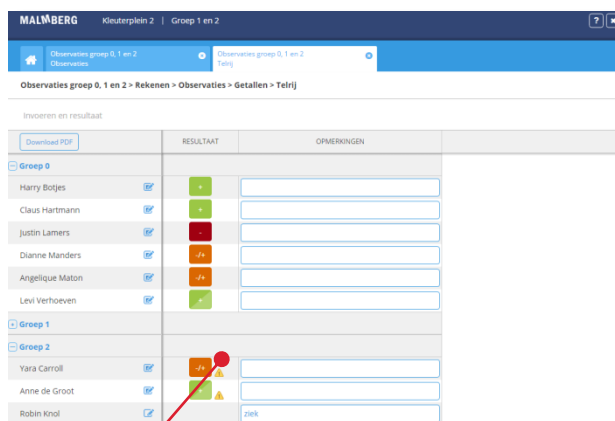 MALMBERG Kleuterplein 2 | Groep 1 en 2 ?
Observaties groep 0, 1 en 2
Observaties
Observaties groep 0, 1 en 2
Telrij
Observaties groep 0, 1 en 2 > Rekenen > Observaties > Getallen > Telrij
Invoeren en resultaat
Download PDF RESULTAAT OPMERKINGEN
Groep 0
Harry Botjes +
Claus Hartmann +
Justin Lamers -
Dianne Manders -/+
Angelique Maton -/+
Levi Verhoeven +
Groep 1
Groep 2
Yara Carroll -/+
Anne de Groot +
Robin Knol ziek